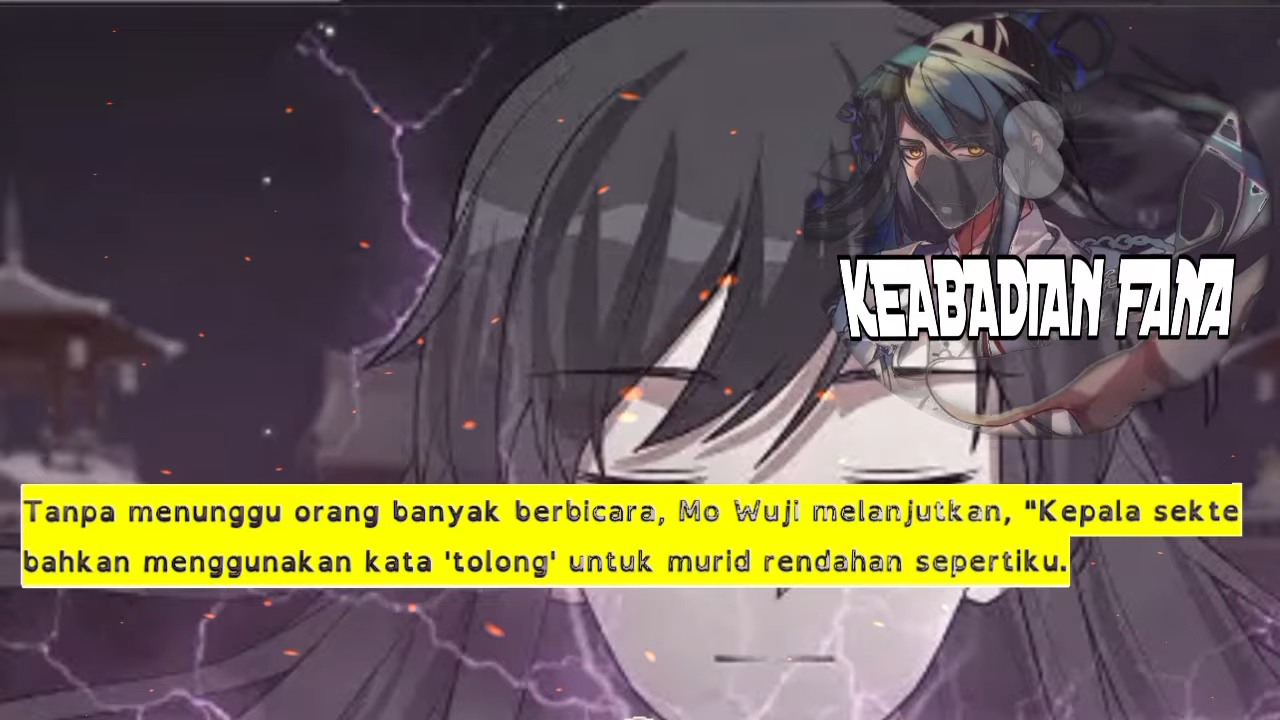 KEABADIAN FANA
Tanpa menunggu orang banyak berbicara, Mo Wuji melanjutkan, "Kepala sekte
bahkan menggunakan kata 'tolong' untuk murid rendahan sepertiku.